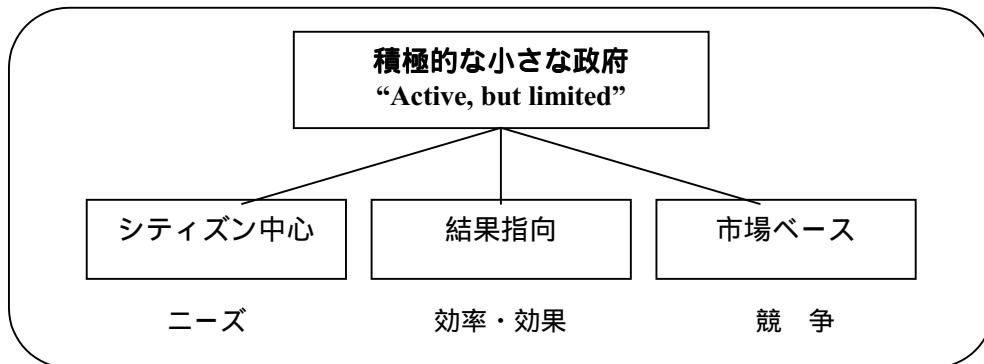 積極的な小さな政府
“Active, but limited”
シティズン中心 結果指向 市場ベース
ニーズ 効率・効果 競 争